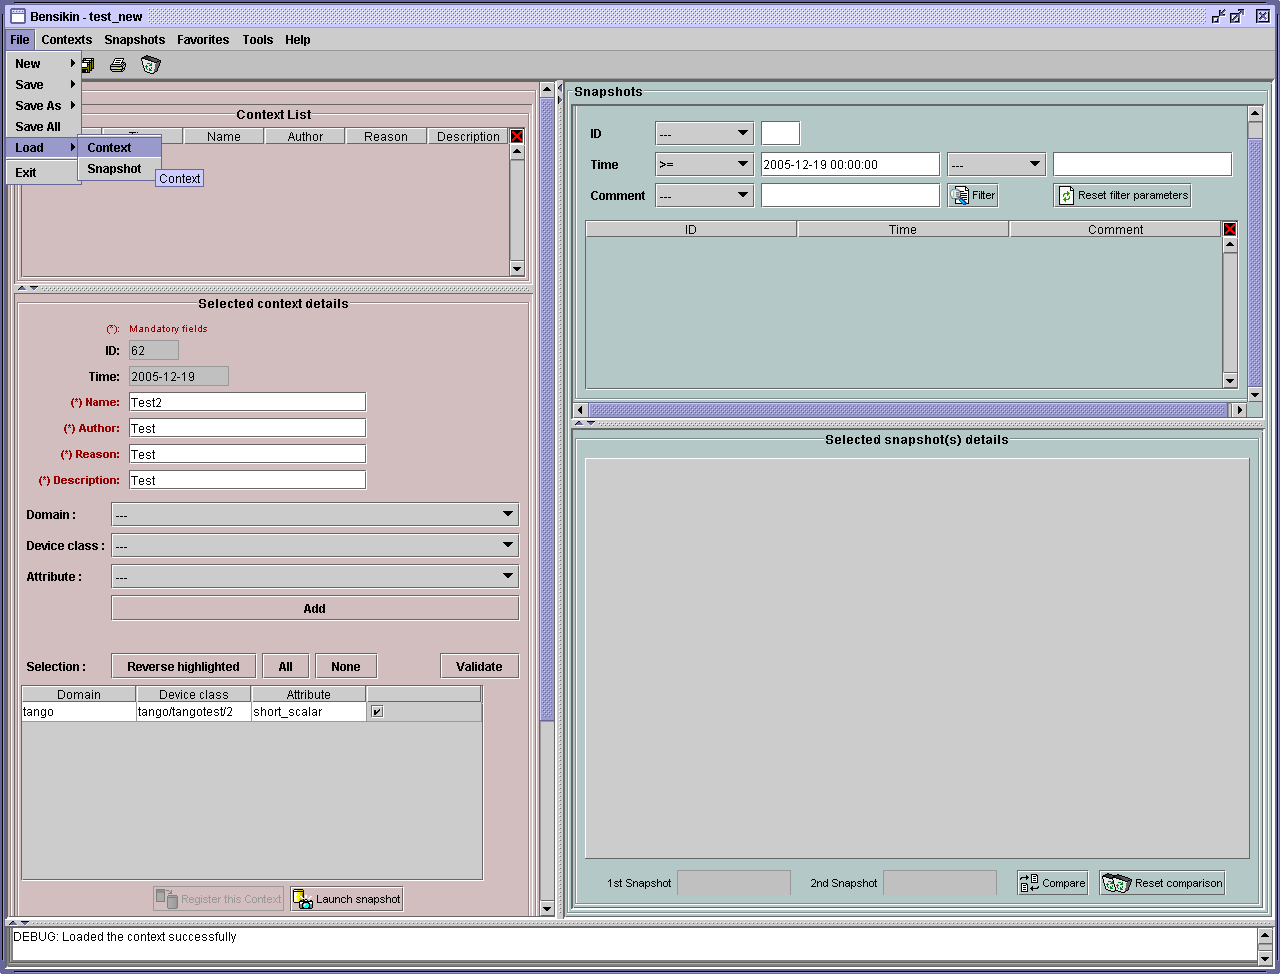 Bensikin - test_new
File Contexts Snapshots Favorites Tools Help
New
Save
Save As
Save All
Load
Exit
Context
Snapshot
Context
Context List
Name Author Reason Description
Selected context details
(*): Mandatory fields
ID: 62
Time: 2005-12-19
(*) Name: Test2
(*) Author: Test
(*) Reason: Test
(*) Description: Test
Domain : ---
Device class : ---
Attribute : ---
Add
Selection : Reverse highlighted All None Validate
Domain Device class Attribute
tango tango/tangotest/2 short_scalar
Register this Context Launch snapshot
Snapshots
ID ---
Time >= 2005-12-19 00:00:00 ---
Comment --- Filter Reset filter parameters
ID Time Comment
Selected snapshot(s) details
1st Snapshot 2nd Snapshot Compare Reset comparison
DEBUG: Loaded the context successfully